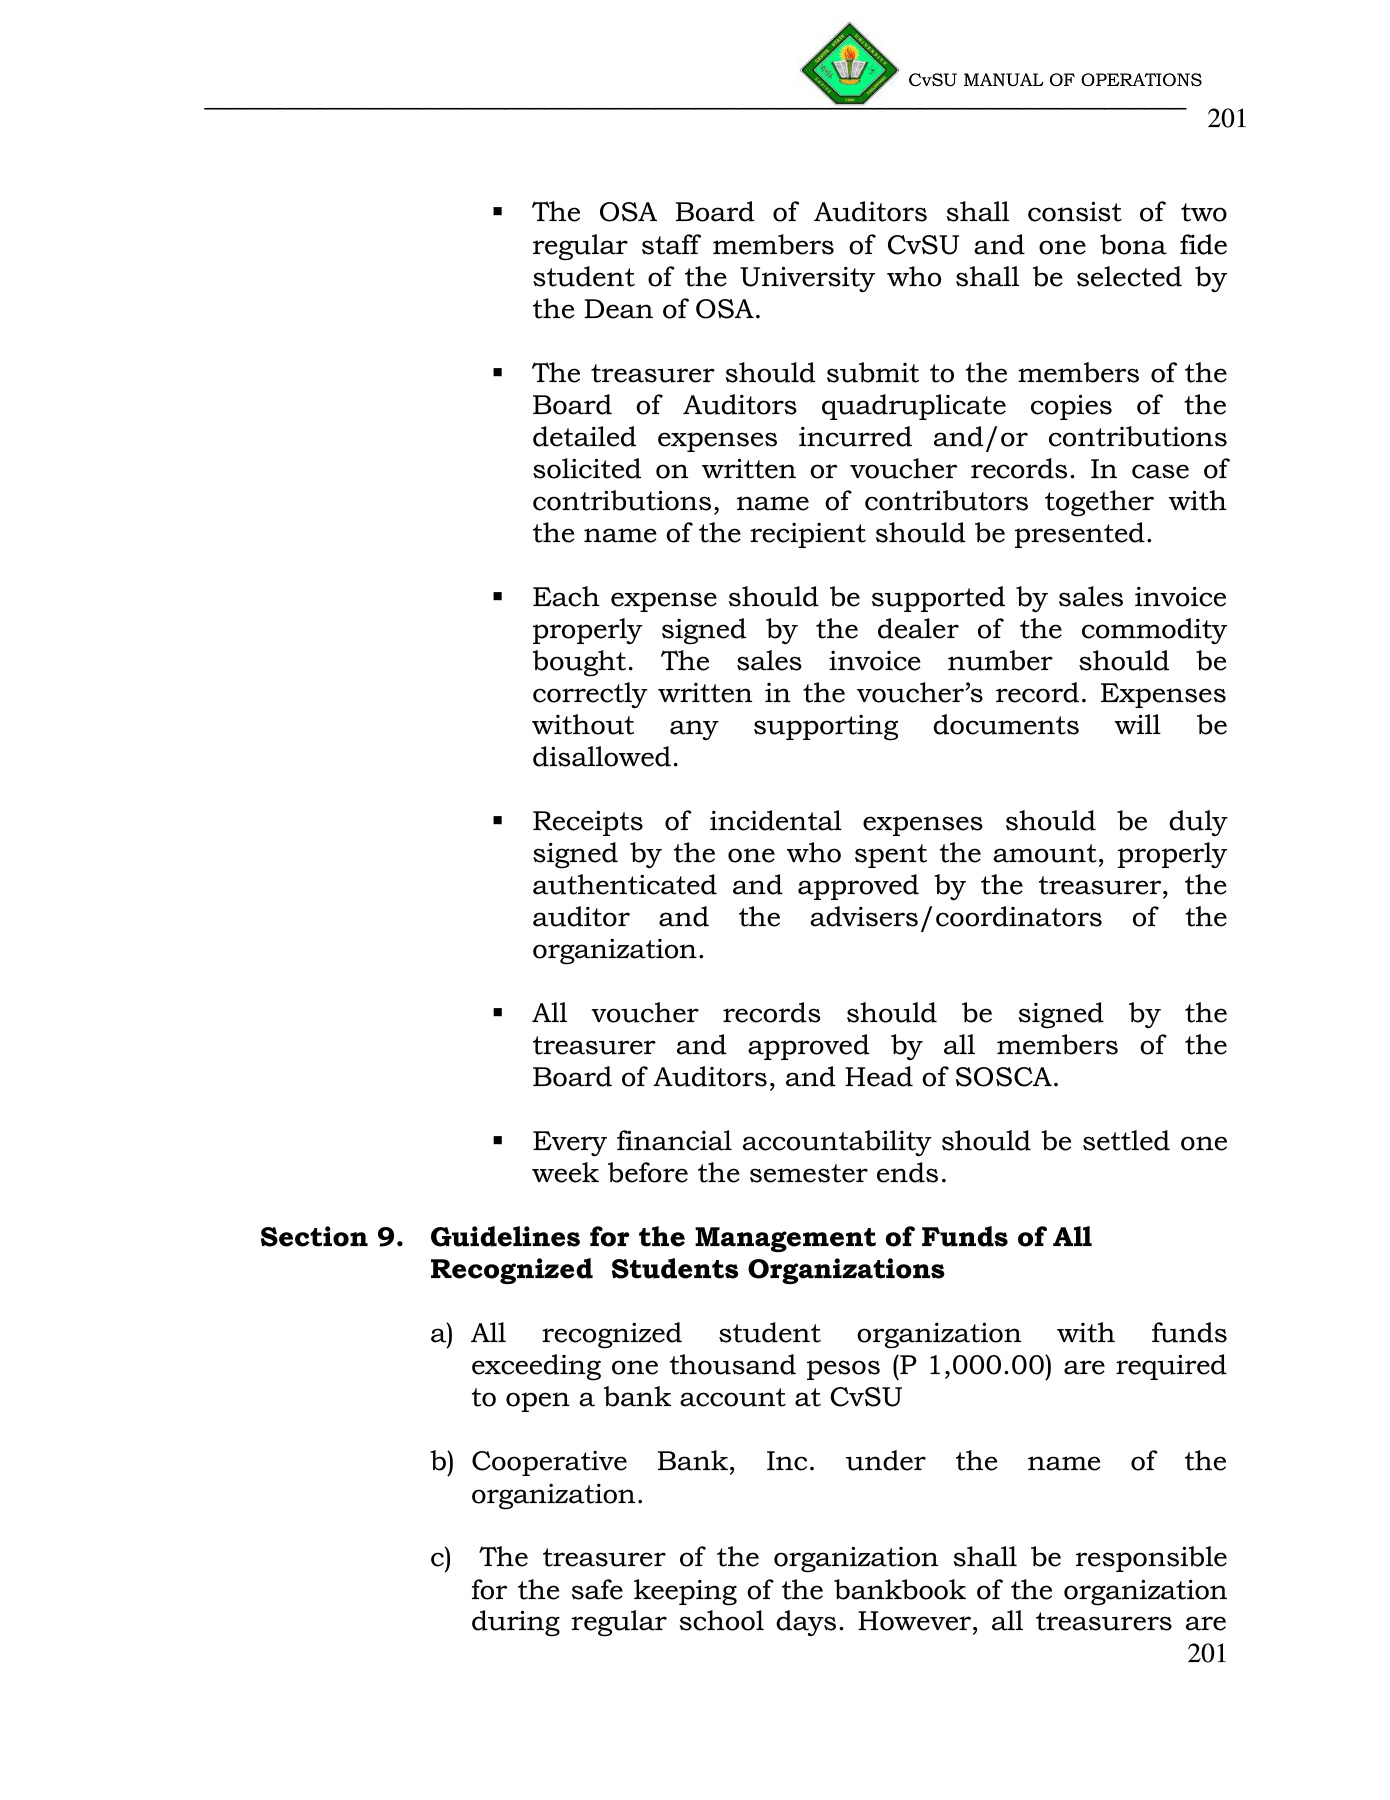 CvSU MANUAL OF OPERATIONS
201
▪ The OSA Board of Auditors shall consist of two
regular staff members of CvSU and one bona fide
student of the University who shall be selected by
the Dean of OSA.
▪ The treasurer should submit to the members of the
Board of Auditors quadruplicate copies of the
detailed expenses incurred and/or contributions
solicited on written or voucher records. In case of
contributions, name of contributors together with
the name of the recipient should be presented.
▪ Each expense should be supported by sales invoice
properly signed by the dealer of the commodity
bought. The sales invoice number should be
correctly written in the voucher’s record. Expenses
without any supporting documents will be
disallowed.
▪ Receipts of incidental expenses should be duly
signed by the one who spent the amount, properly
authenticated and approved by the treasurer, the
auditor and the advisers/coordinators of the
organization.
▪ All voucher records should be signed by the
treasurer and approved by all members of the
Board of Auditors, and Head of SOSCA.
▪ Every financial accountability should be settled one
week before the semester ends.
Section 9. Guidelines for the Management of Funds of All
Recognized Students Organizations
a) All recognized student organization with funds
exceeding one thousand pesos (P 1,000.00) are required
to open a bank account at CvSU
b) Cooperative Bank, Inc. under the name of the
organization.
c) The treasurer of the organization shall be responsible
for the safe keeping of the bankbook of the organization
during regular school days. However, all treasurers are
201